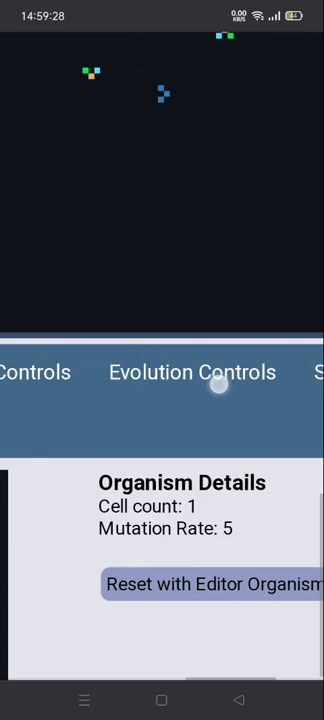 14:59:28
0.00
KB/S
44
Controls
Evolution Controls
S
Organism Details
Cell count: 1
Mutation Rate: 5
Reset with Editor Organism